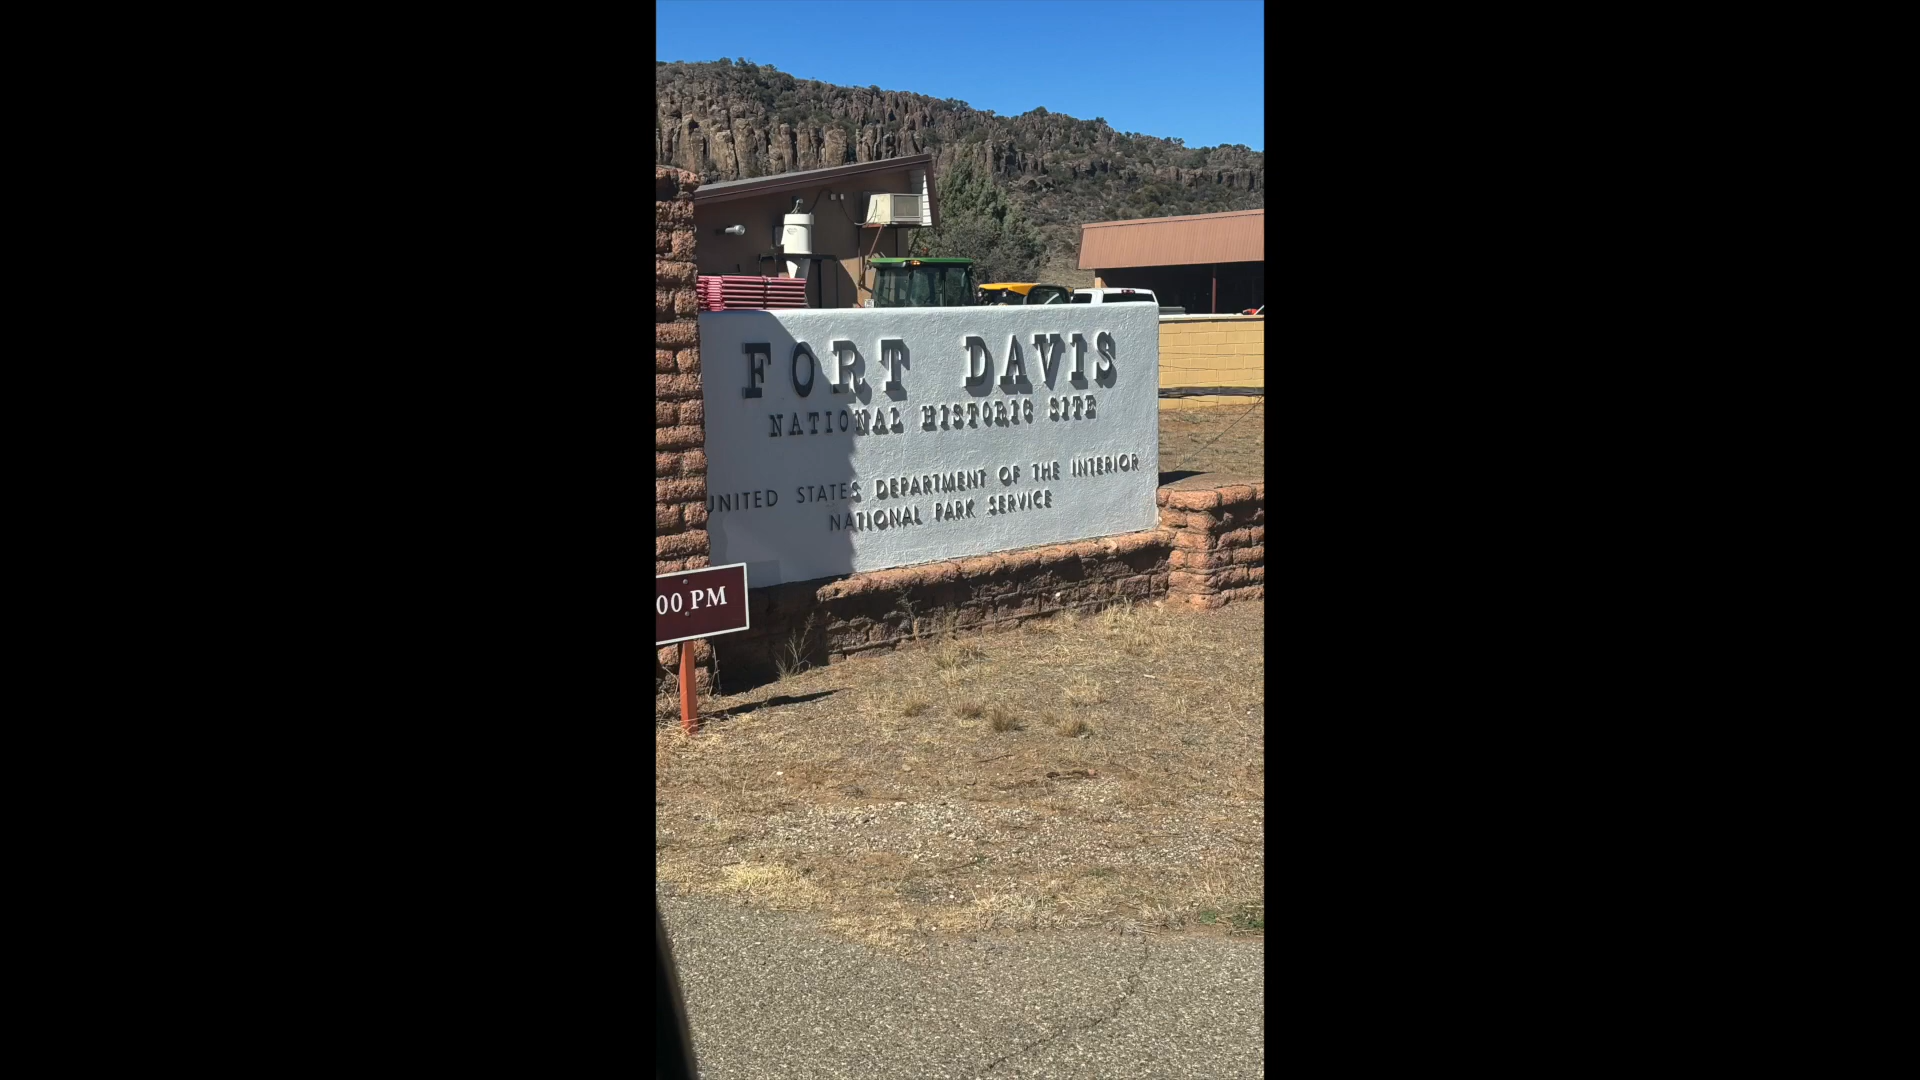 FORT DAVIS
NATIONAL HISTORIC SITE
UNITED STATES DEPARTMENT OF THE INTERIOR
NATIONAL PARK SERVICE
00 PM